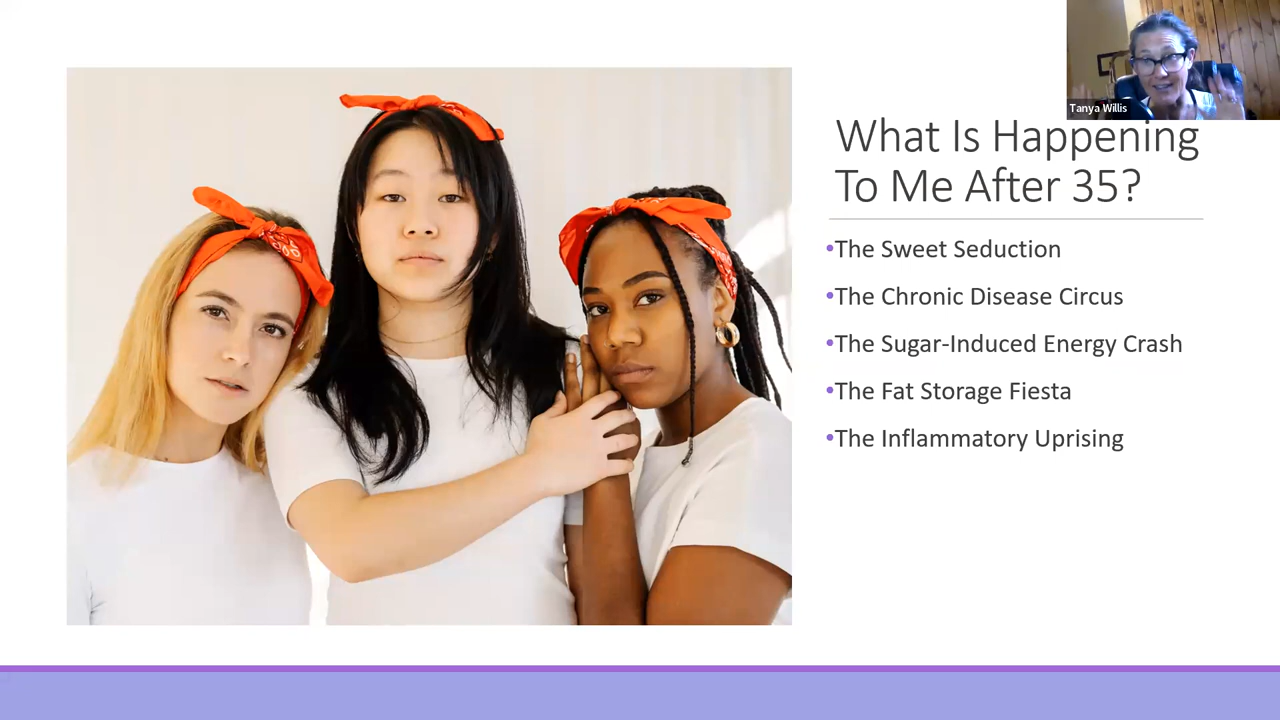 Tanya Willis
What Is Happening
To Me After 35?
•The Sweet Seduction
•The Chronic Disease Circus
•The Sugar-Induced Energy Crash
•The Fat Storage Fiesta
•The Inflammatory Uprising